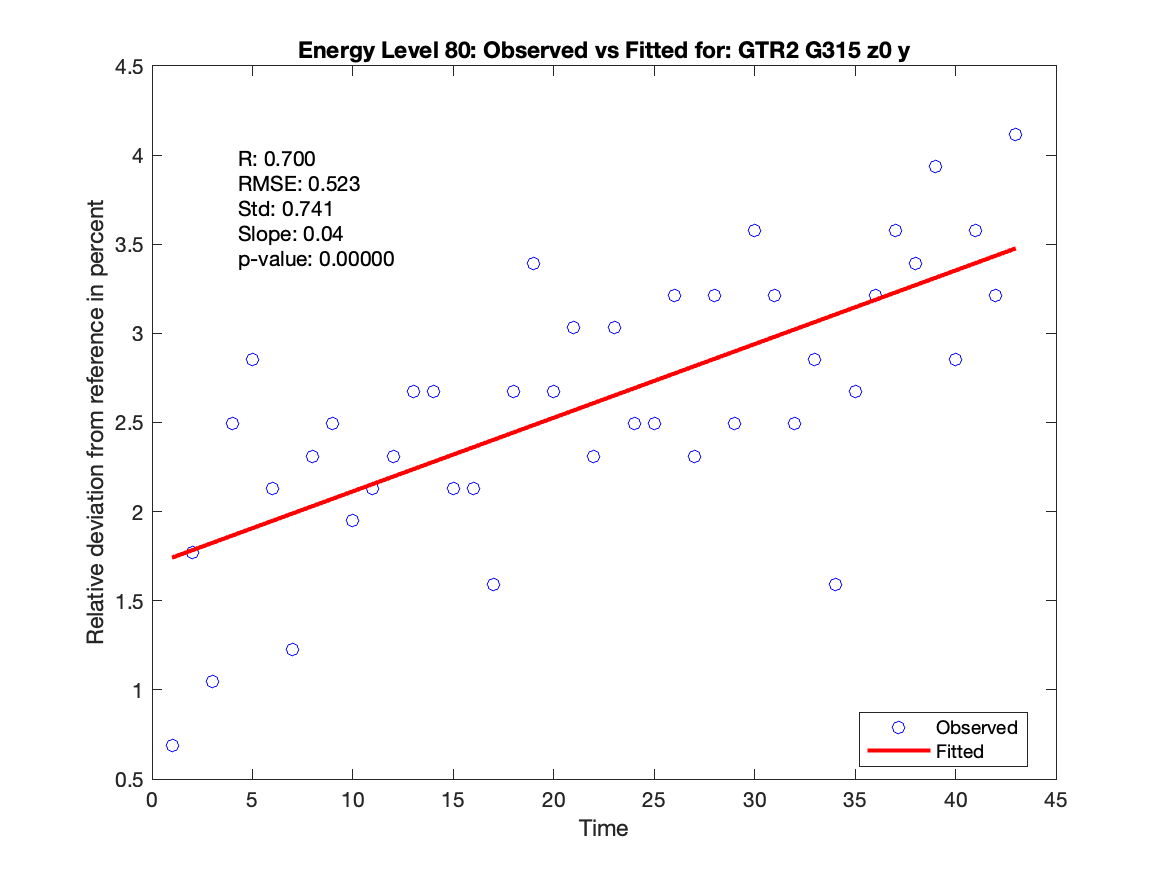 Energy Level 80: Observed vs Fitted for: GTR2 G315 z0 y
4.5
4
3.5
3
2.5
2
1.5
1
0.5
Relative deviation from reference in percent
R: 0.700
RMSE: 0.523
Std: 0.741
Slope: 0.04
p-value: 0.00000
Observed
Fitted
0 5 10 15 20 25 30 35 40 45
Time